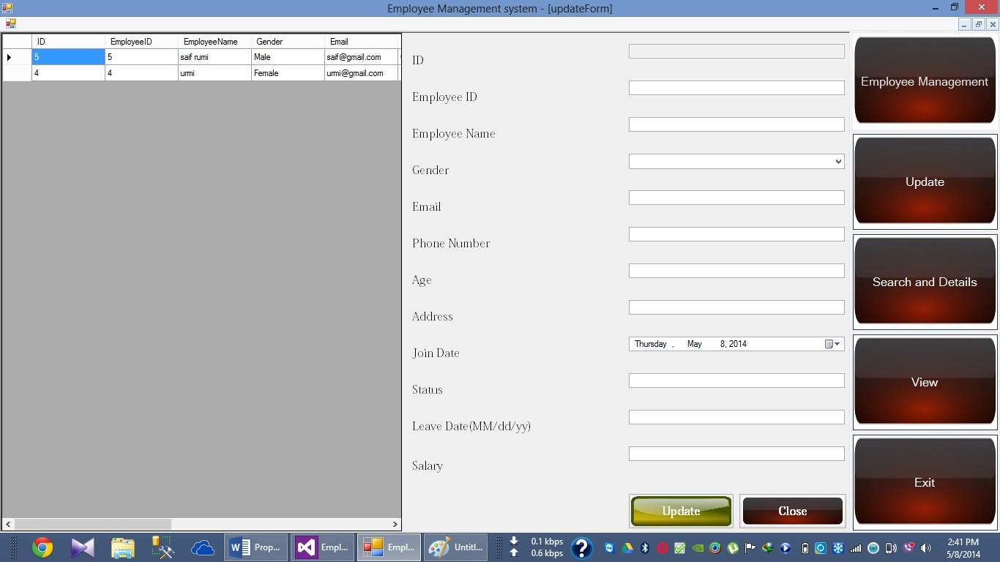 Employee Management system - [updateForm]
ID EmployeeID EmployeeName Gender Email
5 5 saif rumi Male saif@gmail.com
4 4 urmi Female urmi@gmail.com
ID
Employee ID
Employee Name
Gender
Email
Phone Number
Age
Address
Join Date
Thursday , May 8, 2014
Status
Leave Date(MM/dd/yy)
Salary
Update
Close
Employee Management
Update
Search and Details
View
Exit
Prop...
Empl...
Empl...
Untitl...
0.1 kbps
0.6 kbps
2:41 PM
5/8/2014